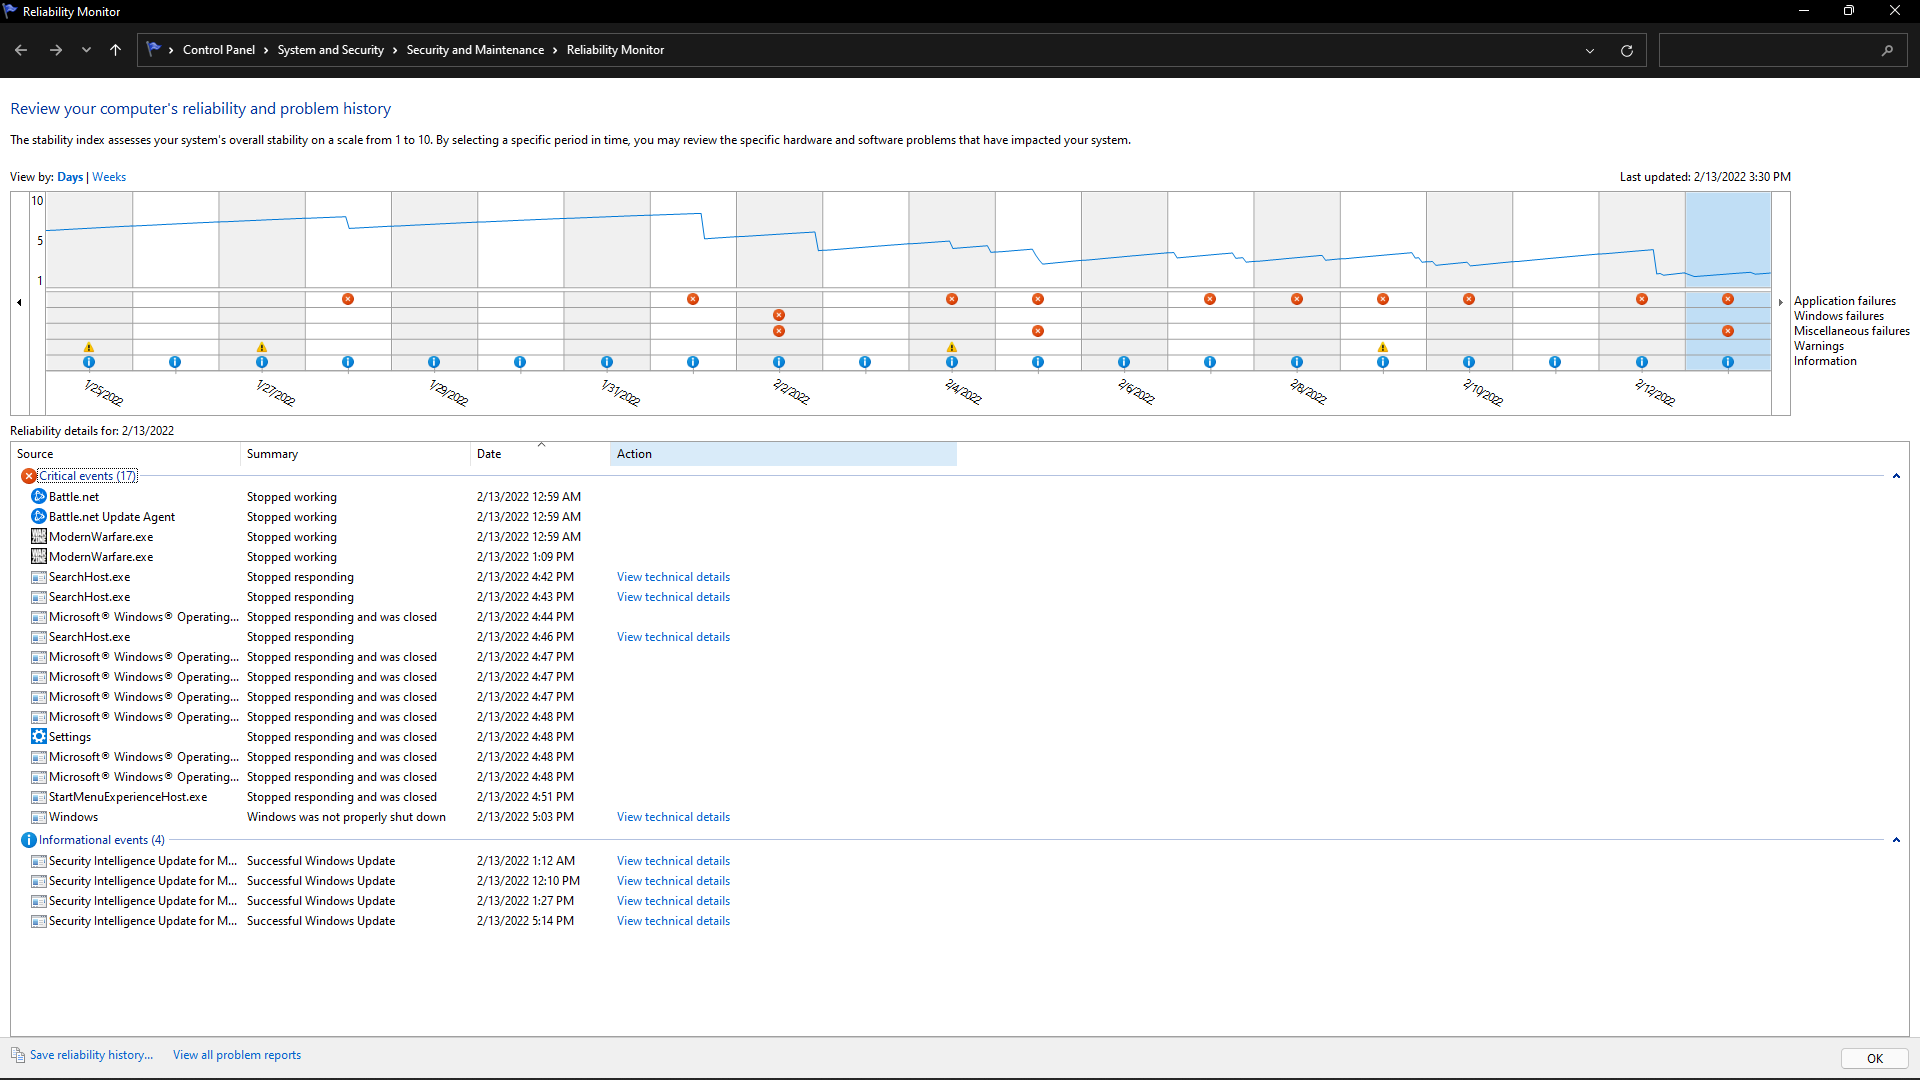 Reliability Monitor
Control Panel › System and Security › Security and Maintenance › Reliability Monitor
Review your computer's reliability and problem history
The stability index assesses your system's overall stability on a scale from 1 to 10. By selecting a specific period in time, you may review the specific hardware and software problems that have impacted your system.
View by: Days | Weeks
Last updated: 2/13/2022 3:30 PM
10
5
1
Application failures
Windows failures
Miscellaneous failures
Warnings
Information
1/25/2022 1/27/2022 1/29/2022 1/31/2022 2/2/2022 2/4/2022 2/6/2022 2/8/2022 2/10/2022 2/12/2022
Reliability details for: 2/13/2022
Source Summary Date Action
Critical events (17)
Battle.net Stopped working 2/13/2022 12:59 AM
Battle.net Update Agent Stopped working 2/13/2022 12:59 AM
ModernWarfare.exe Stopped working 2/13/2022 12:59 AM
ModernWarfare.exe Stopped working 2/13/2022 1:09 PM
SearchHost.exe Stopped responding 2/13/2022 4:42 PM View technical details
SearchHost.exe Stopped responding 2/13/2022 4:43 PM View technical details
Microsoft® Windows® Operating... Stopped responding and was closed 2/13/2022 4:44 PM
SearchHost.exe Stopped responding 2/13/2022 4:46 PM View technical details
Microsoft® Windows® Operating... Stopped responding and was closed 2/13/2022 4:47 PM
Microsoft® Windows® Operating... Stopped responding and was closed 2/13/2022 4:47 PM
Microsoft® Windows® Operating... Stopped responding and was closed 2/13/2022 4:47 PM
Microsoft® Windows® Operating... Stopped responding and was closed 2/13/2022 4:48 PM
Settings Stopped responding and was closed 2/13/2022 4:48 PM
Microsoft® Windows® Operating... Stopped responding and was closed 2/13/2022 4:48 PM
Microsoft® Windows® Operating... Stopped responding and was closed 2/13/2022 4:48 PM
StartMenuExperienceHost.exe Stopped responding and was closed 2/13/2022 4:51 PM
Windows Windows was not properly shut down 2/13/2022 5:03 PM View technical details
Informational events (4)
Security Intelligence Update for M... Successful Windows Update 2/13/2022 1:12 AM View technical details
Security Intelligence Update for M... Successful Windows Update 2/13/2022 12:10 PM View technical details
Security Intelligence Update for M... Successful Windows Update 2/13/2022 1:27 PM View technical details
Security Intelligence Update for M... Successful Windows Update 2/13/2022 5:14 PM View technical details
Save reliability history... View all problem reports
OK